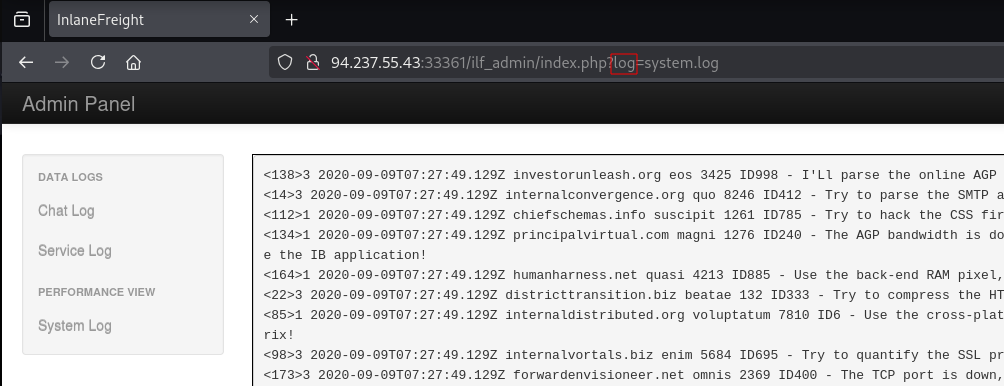 InlaneFreight
94.237.55.43:33361/ilf_admin/index.php?log=system.log
Admin Panel
DATA LOGS
Chat Log
Service Log
PERFORMANCE VIEW
System Log
<138>3 2020-09-09T07:27:49.129Z investorunleash.org eos 3425 ID998 - I'Ll parse the online AGP
<14>3 2020-09-09T07:27:49.129Z internalconvergence.org quo 8246 ID412 - Try to parse the SMTP a
<112>1 2020-09-09T07:27:49.129Z chiefschemas.info suscipit 1261 ID785 - Try to hack the CSS fir
<134>1 2020-09-09T07:27:49.129Z principalvirtual.com magni 1276 ID240 - The AGP bandwidth is do
e the IB application!
<164>1 2020-09-09T07:27:49.129Z humanharness.net quasi 4213 ID885 - Use the back-end RAM pixel,
<22>3 2020-09-09T07:27:49.129Z districttransition.biz beatae 132 ID333 - Try to compress the HT
<85>1 2020-09-09T07:27:49.129Z internaldistributed.org voluptatum 7810 ID6 - Use the cross-plat
rix!
<98>3 2020-09-09T07:27:49.129Z internalvortals.biz enim 5684 ID695 - Try to quantify the SSL pr
<173>3 2020-09-09T07:27:49.129Z forwardenvisioneer.net omnis 2369 ID400 - The TCP port is down,